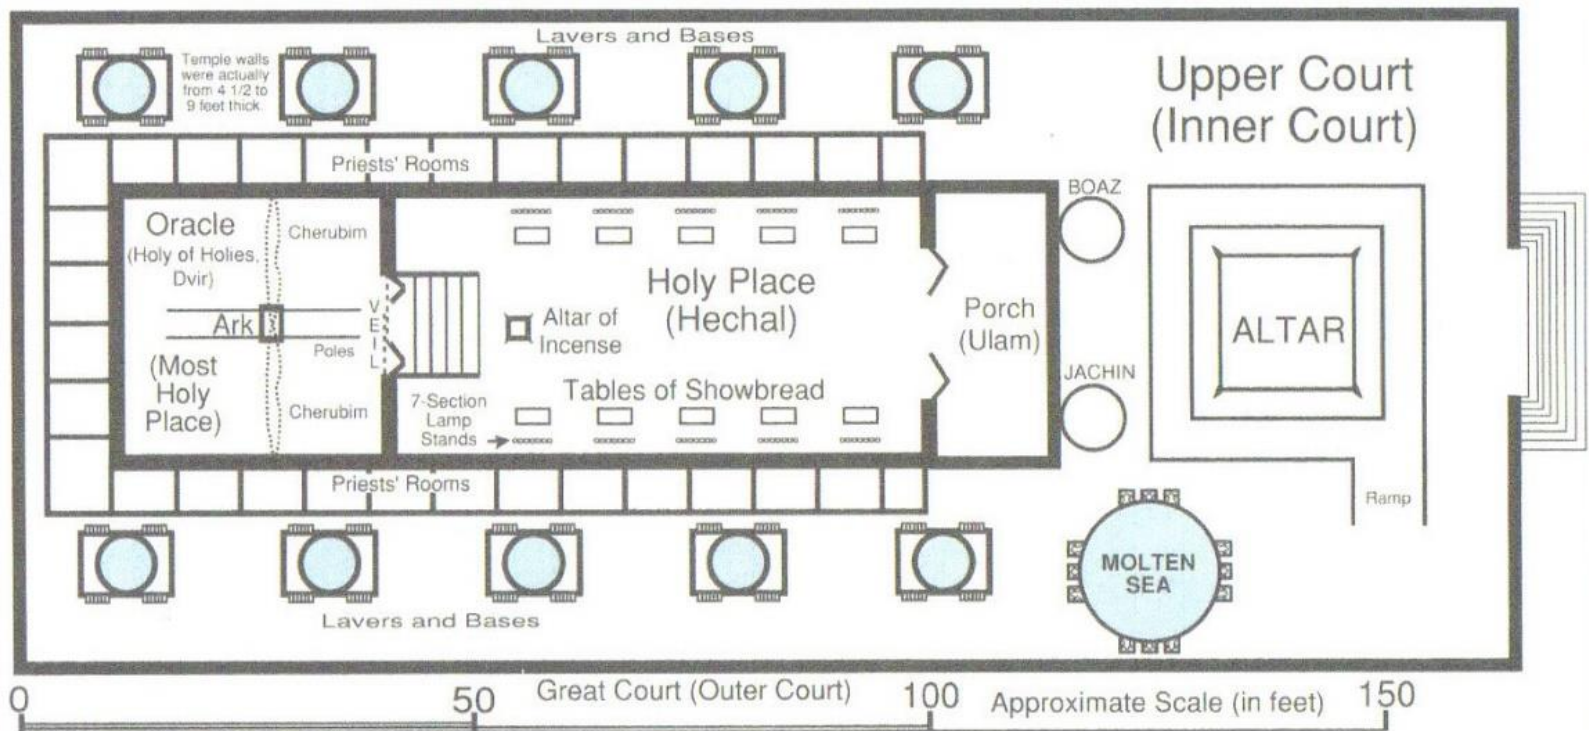 Lavers and Bases
Temple walls
were actually
from 4 1/2 to
9 feet thick.
Upper Court
(Inner Court)
Priests' Rooms
BOAZ
Oracle
(Holy of Holies,
Dvir)
Cherubim
Holy Place
(Hechal)
Porch
(Ulam)
ALTAR
Ark
Poles
VEIL
Altar of
Incense
(Most
Holy
Place)
Cherubim
JACHIN
Tables of Showbread
7-Section
Lamp
Stands
Priests' Rooms
Ramp
MOLTEN
SEA
Lavers and Bases
0
50
Great Court (Outer Court)
100
Approximate Scale (in feet)
150